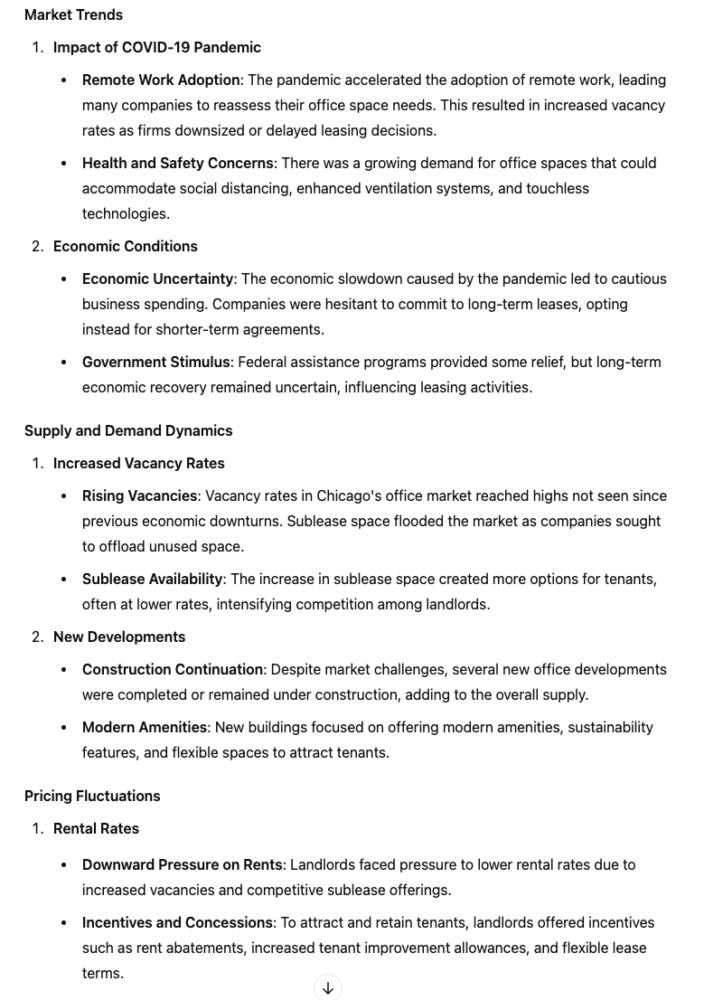 Market Trends
1. Impact of COVID-19 Pandemic
• Remote Work Adoption: The pandemic accelerated the adoption of remote work, leading
many companies to reassess their office space needs. This resulted in increased vacancy
rates as firms downsized or delayed leasing decisions.
• Health and Safety Concerns: There was a growing demand for office spaces that could
accommodate social distancing, enhanced ventilation systems, and touchless
technologies.
2. Economic Conditions
• Economic Uncertainty: The economic slowdown caused by the pandemic led to cautious
business spending. Companies were hesitant to commit to long-term leases, opting
instead for shorter-term agreements.
• Government Stimulus: Federal assistance programs provided some relief, but long-term
economic recovery remained uncertain, influencing leasing activities.
Supply and Demand Dynamics
1. Increased Vacancy Rates
• Rising Vacancies: Vacancy rates in Chicago's office market reached highs not seen since
previous economic downturns. Sublease space flooded the market as companies sought
to offload unused space.
• Sublease Availability: The increase in sublease space created more options for tenants,
often at lower rates, intensifying competition among landlords.
2. New Developments
• Construction Continuation: Despite market challenges, several new office developments
were completed or remained under construction, adding to the overall supply.
• Modern Amenities: New buildings focused on offering modern amenities, sustainability
features, and flexible spaces to attract tenants.
Pricing Fluctuations
1. Rental Rates
• Downward Pressure on Rents: Landlords faced pressure to lower rental rates due to
increased vacancies and competitive sublease offerings.
• Incentives and Concessions: To attract and retain tenants, landlords offered incentives
such as rent abatements, increased tenant improvement allowances, and flexible lease
terms.